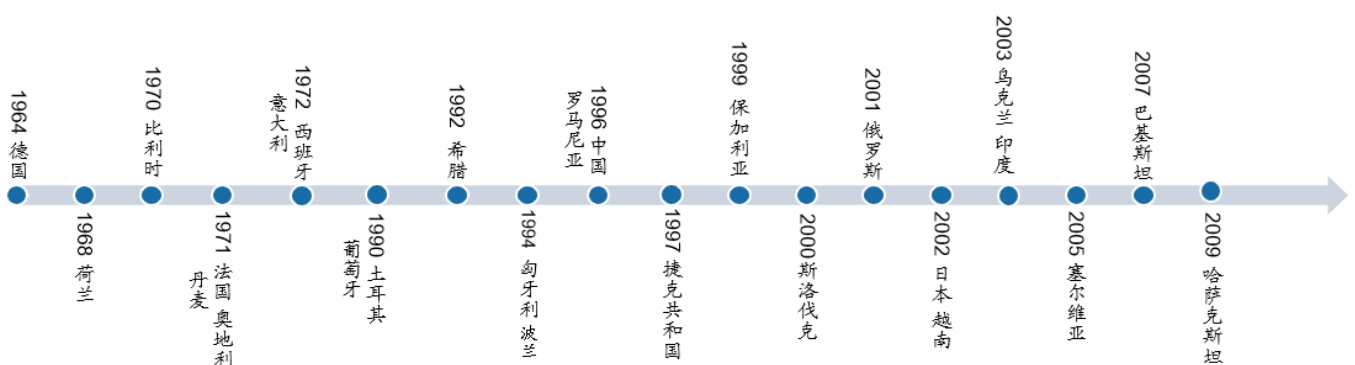 1964 德国
1968 荷兰
1970 比利时
1971 法国 奥地利
丹麦
1972 西班牙
意大利
1990 土耳其
葡萄牙
1992 希腊
1994 匈牙利 波兰
1996 中国
罗马尼亚
1997 捷克共和国
1999 保加利亚
2000 斯洛伐克
2001 俄罗斯
2002 日本 越南
2003 乌克兰 印度
2005 塞尔维亚
2007 巴基斯坦
2009 哈萨克斯坦